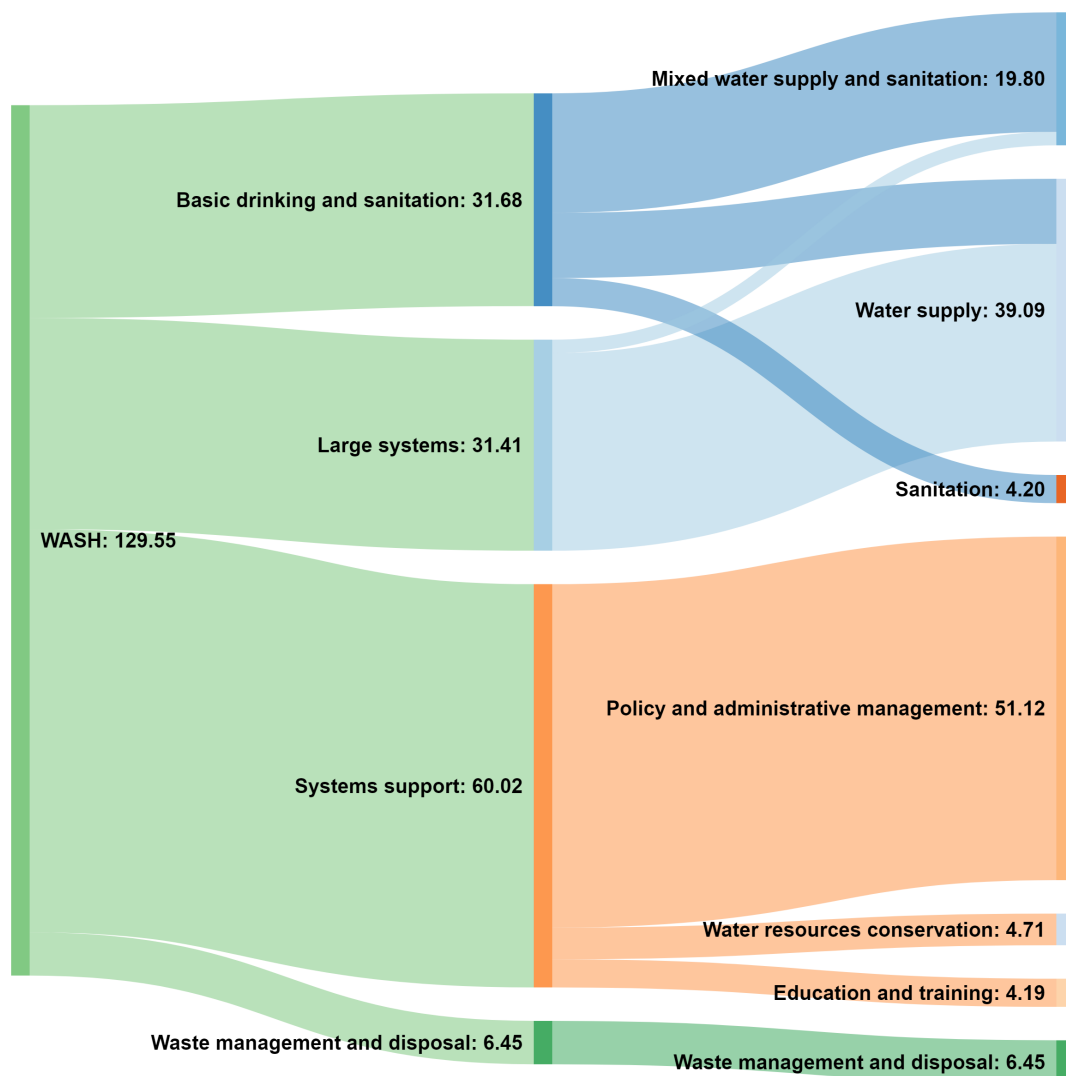 Mixed water supply and sanitation: 19.80
Basic drinking and sanitation: 31.68
Water supply: 39.09
Large systems: 31.41
Sanitation: 4.20
WASH: 129.55
Policy and administrative management: 51.12
Systems support: 60.02
Water resources conservation: 4.71
Education and training: 4.19
Waste management and disposal: 6.45
Waste management and disposal: 6.45